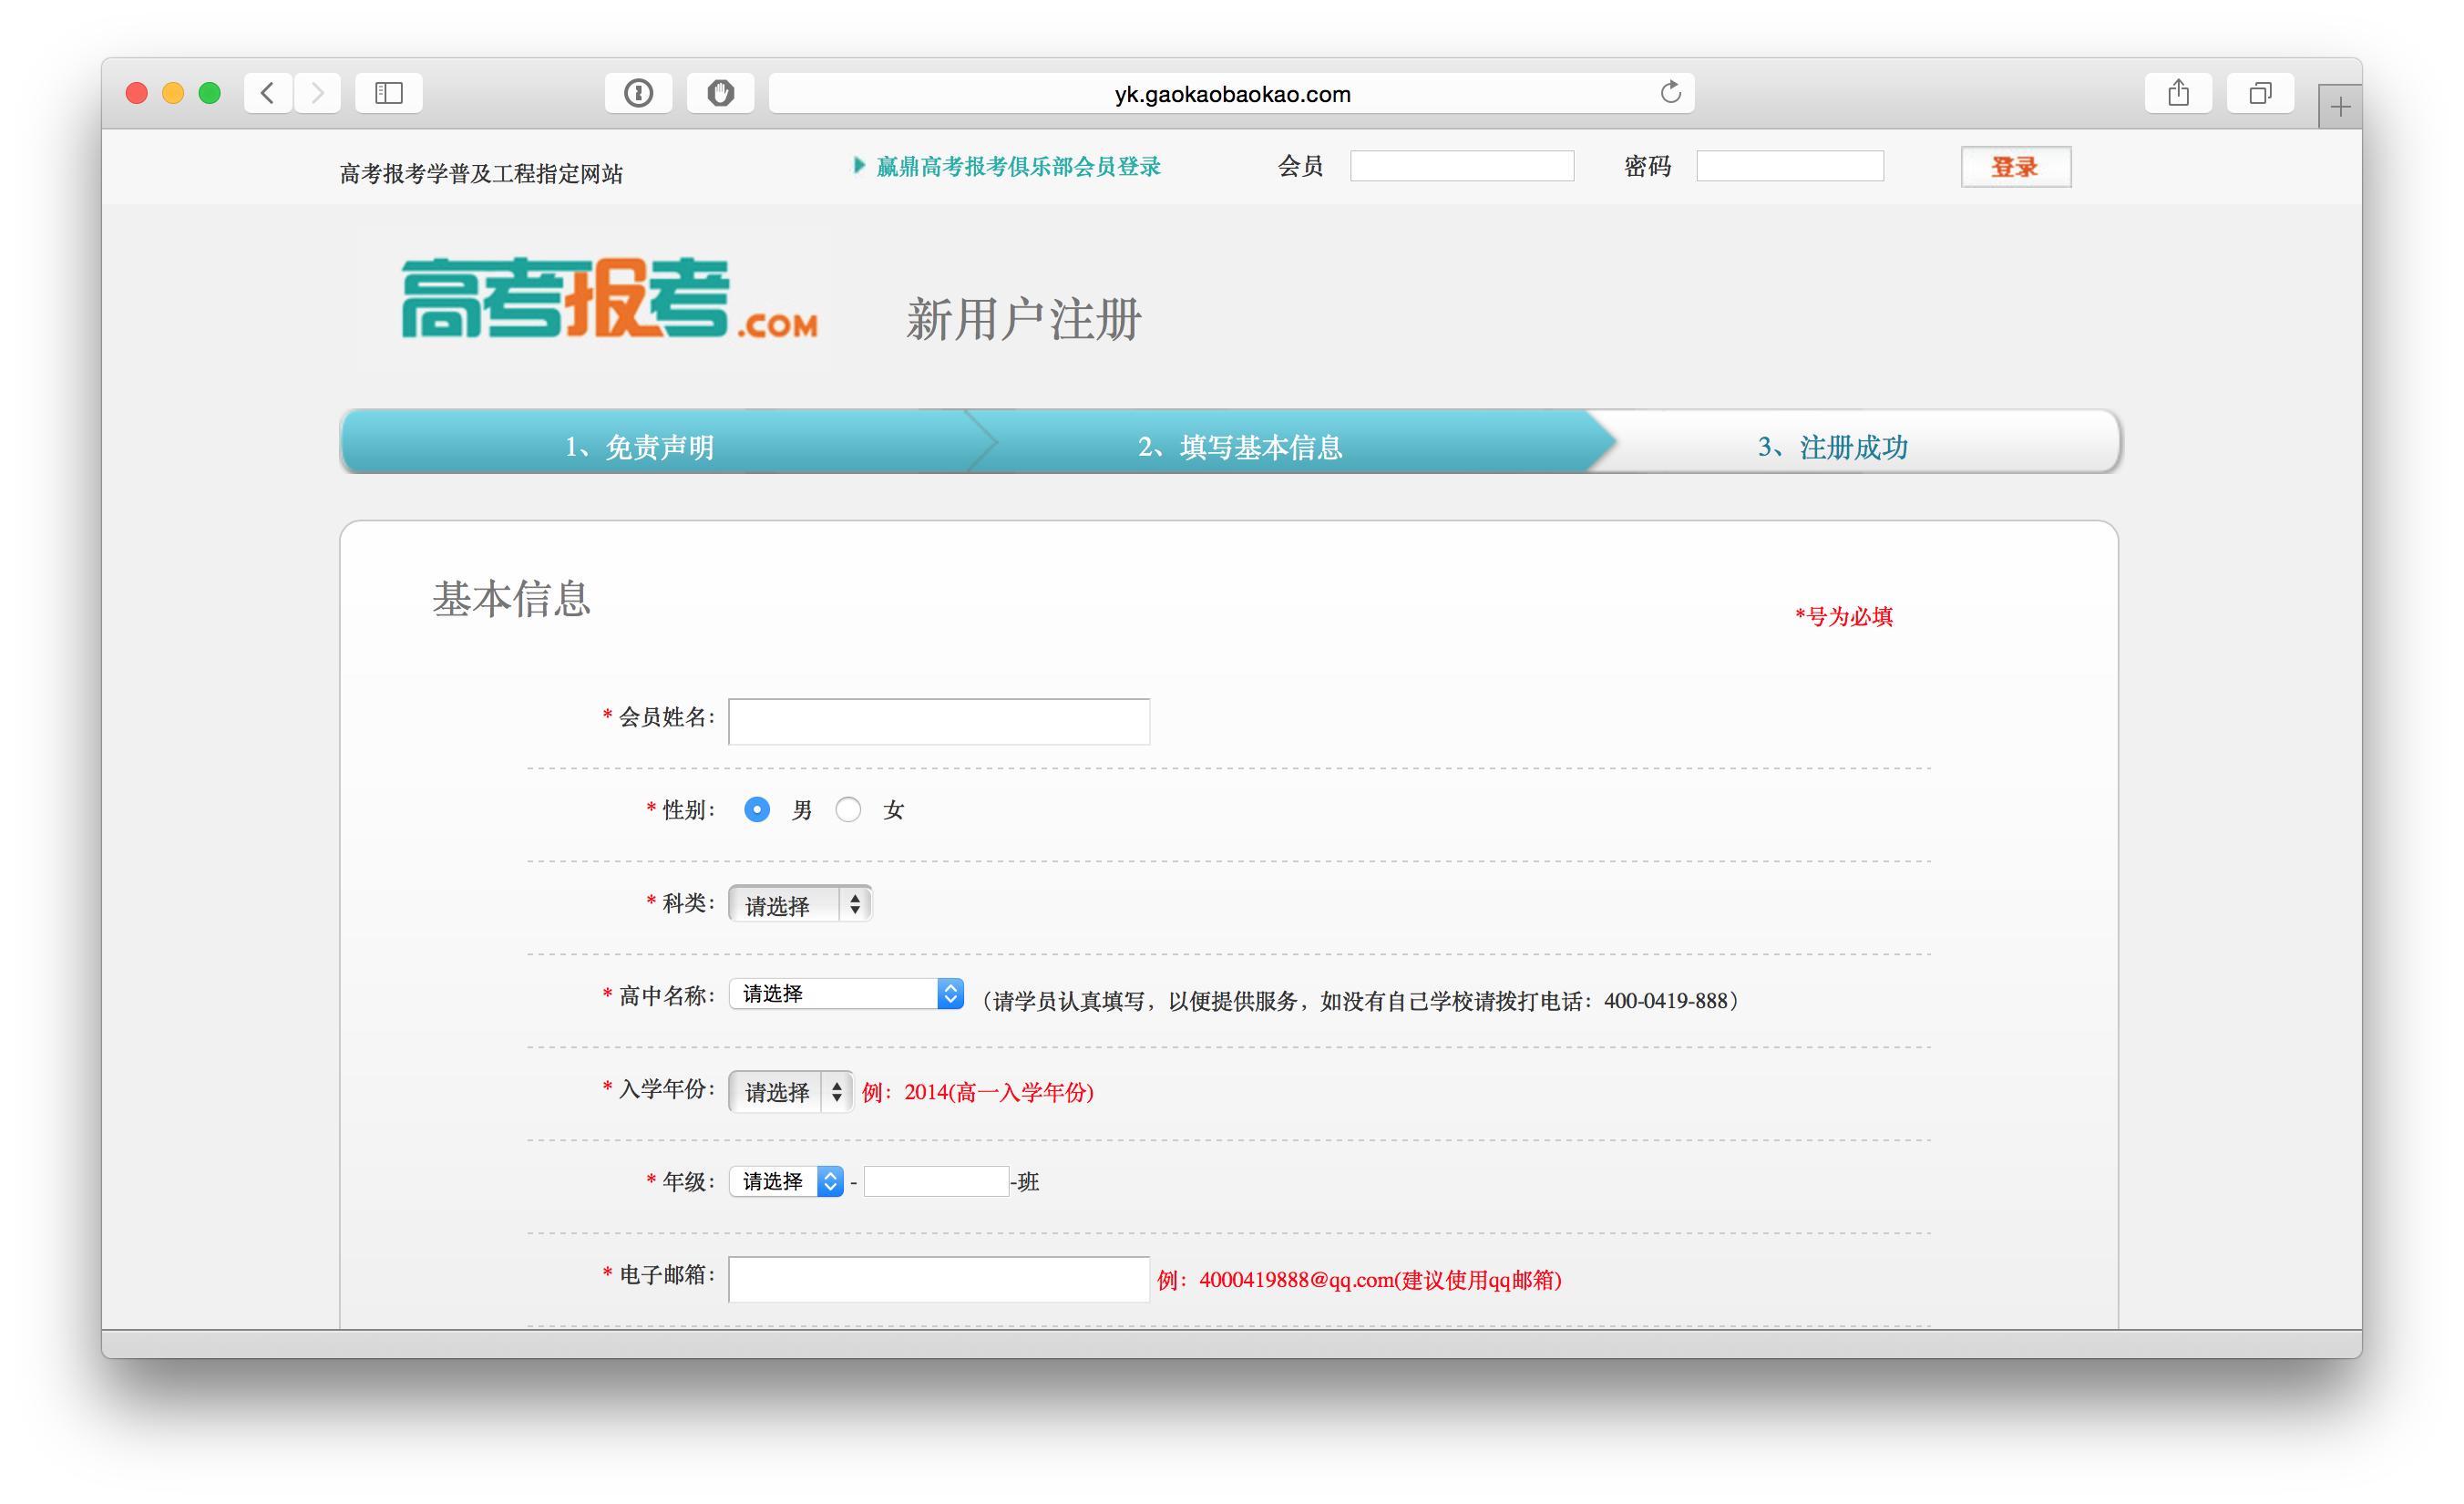 yk.gaokaobaokao.com
高考报考学普及工程指定网站 赢鼎高考报考俱乐部会员登录 会员 密码 登录
高考报考.COM 新用户注册
1、免责声明 2、填写基本信息 3、注册成功
基本信息
*号为必填
* 会员姓名：
* 性别： 男 女
* 科类： 请选择
* 高中名称： 请选择 （请学员认真填写，以便提供服务，如没有自己学校请拨打电话：400-0419-888）
* 入学年份： 请选择 例：2014(高一入学年份)
* 年级： 请选择 - -班
* 电子邮箱： 例：4000419888@qq.com(建议使用qq邮箱)